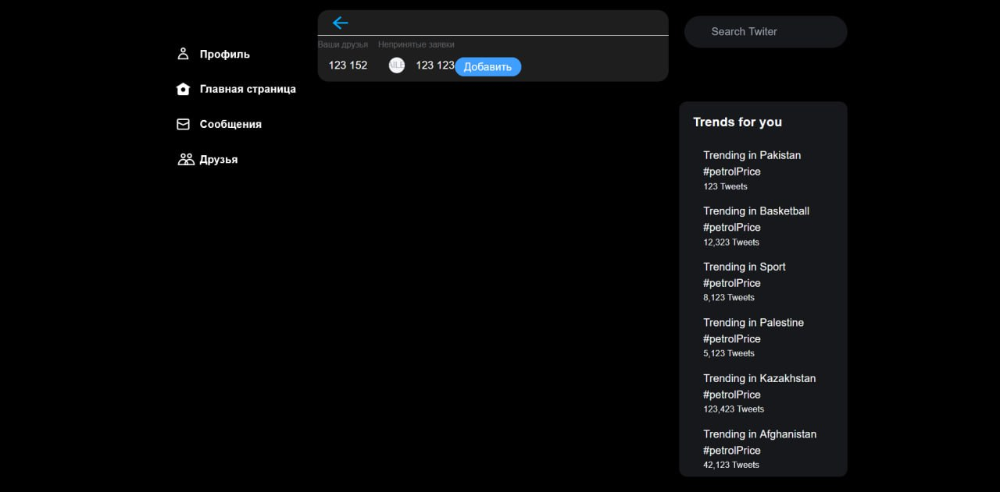 Профиль
Главная страница
Сообщения
Друзья
Ваши друзья Непринятые заявки
123 152 123 123 Добавить
Search Twiter
Trends for you
Trending in Pakistan
#petrolPrice
123 Tweets
Trending in Basketball
#petrolPrice
12,323 Tweets
Trending in Sport
#petrolPrice
8,123 Tweets
Trending in Palestine
#petrolPrice
5,123 Tweets
Trending in Kazakhstan
#petrolPrice
123,423 Tweets
Trending in Afghanistan
#petrolPrice
42,123 Tweets